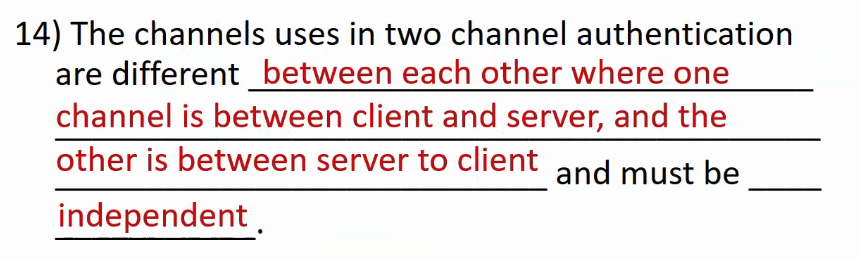 14) The channels uses in two channel authentication
are different between each other where one
channel is between client and server, and the
other is between server to client and must be
independent.